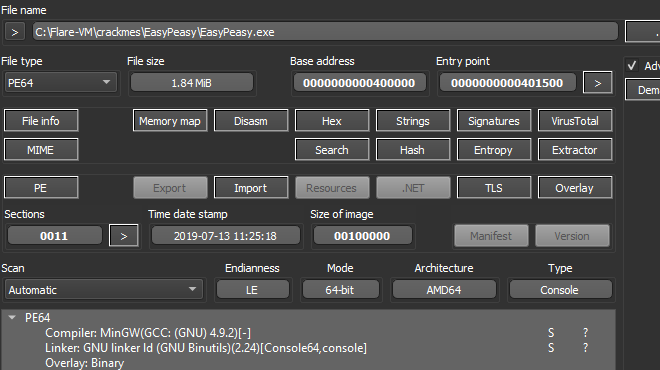 File name
> C:\Flare-VM\crackmes\EasyPeasy\EasyPeasy.exe
File type File size Base address Entry point Adv
PE64 1.84 MiB 0000000000400000 0000000000401500 > Dem
File info Memory map Disasm Hex Strings Signatures VirusTotal
MIME Search Hash Entropy Extractor
PE Export Import Resources .NET TLS Overlay
Sections Time date stamp Size of image
0011 > 2019-07-13 11:25:18 00100000 Manifest Version
Scan Endianness Mode Architecture Type
Automatic LE 64-bit AMD64 Console
PE64
Compiler: MinGW(GCC: (GNU) 4.9.2)[-] S ?
Linker: GNU linker ld (GNU Binutils)(2.24)[Console64,console] S ?
Overlay: Binary